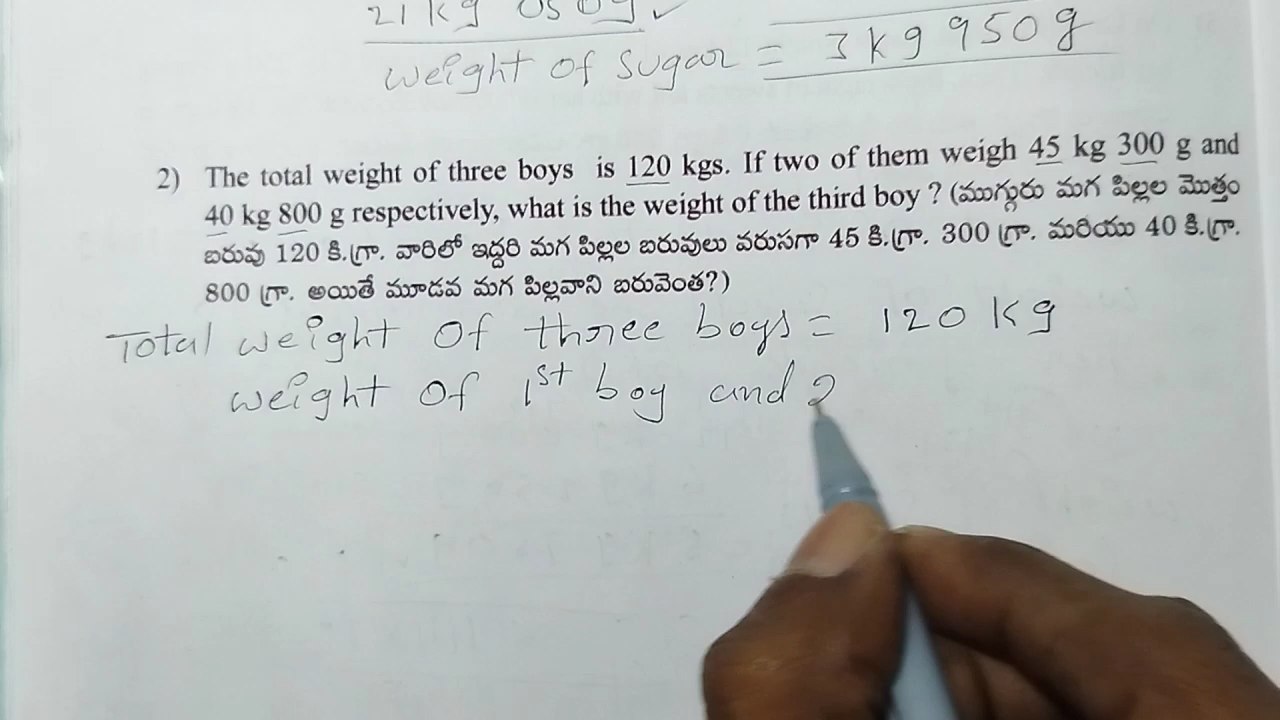 21 kg 050g
weight of sugar = 3 kg 950 g
2) The total weight of three boys is 120 kgs. If two of them weigh 45 kg 300 g and
40 kg 800 g respectively, what is the weight of the third boy ? (ముగ్గురు మగ పిల్లల మొత్తం
బరువు 120 కి.గ్రా. వారిలో ఇద్దరి మగ పిల్లల బరువులు వరుసగా 45 కి.గ్రా. 300 గ్రా. మరియు 40 కి.గ్రా.
800 గ్రా. అయితే మూడవ మగ పిల్లవాని బరువెంత?)
Total weight of three boys = 120 kg
weight of 1st boy and 2